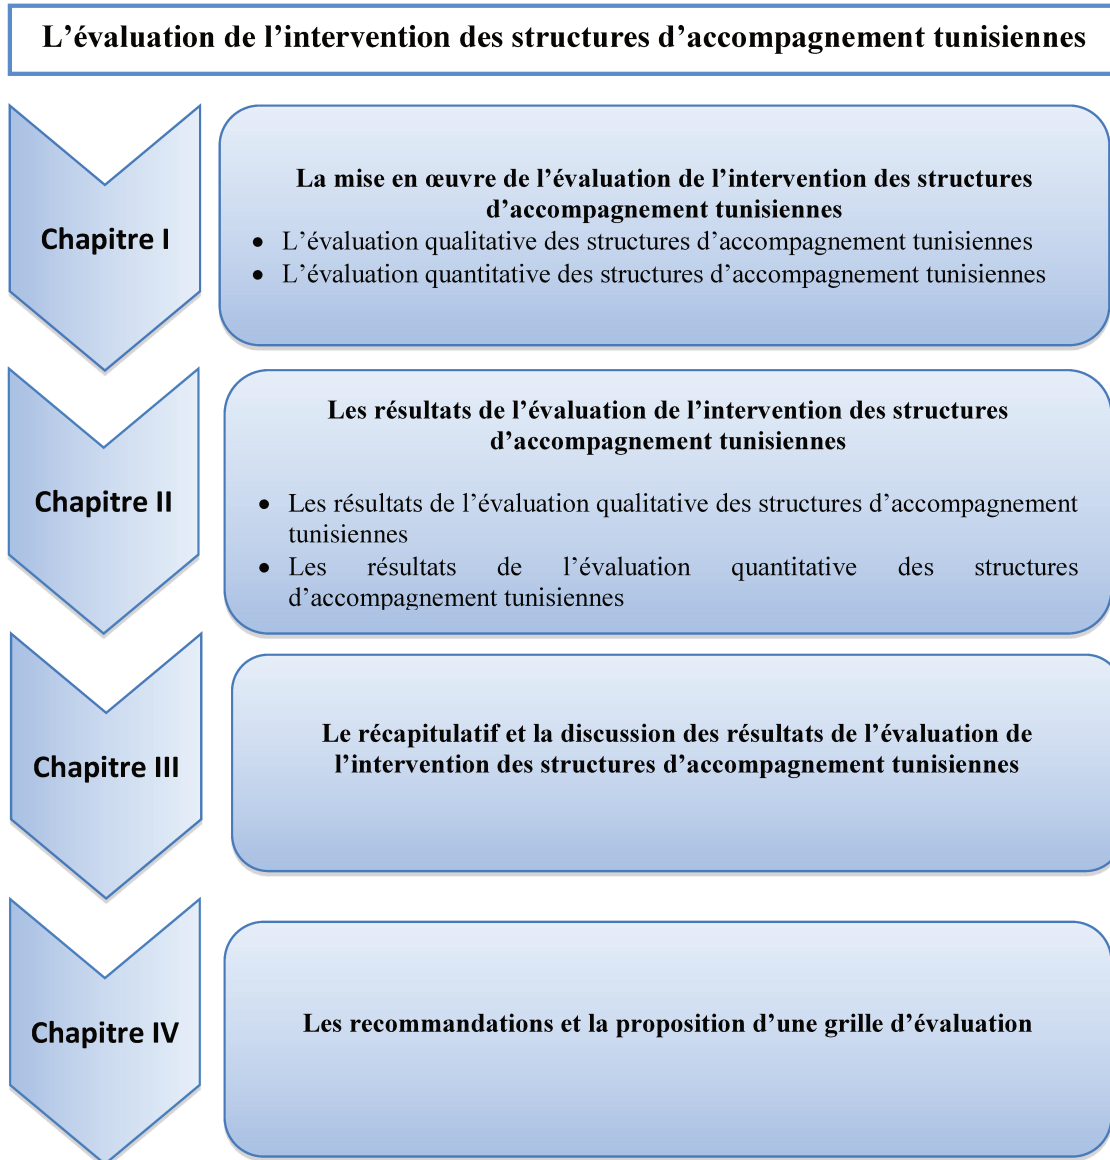 L’évaluation de l’intervention des structures d’accompagnement tunisiennes
Chapitre I
La mise en œuvre de l’évaluation de l’intervention des structures
d’accompagnement tunisiennes
• L’évaluation qualitative des structures d’accompagnement tunisiennes
• L’évaluation quantitative des structures d’accompagnement tunisiennes
Chapitre II
Les résultats de l’évaluation de l’intervention des structures
d’accompagnement tunisiennes
• Les résultats de l’évaluation qualitative des structures d’accompagnement
tunisiennes
• Les résultats de l’évaluation quantitative des structures
d’accompagnement tunisiennes
Chapitre III
Le récapitulatif et la discussion des résultats de l’évaluation de
l’intervention des structures d’accompagnement tunisiennes
Chapitre IV
Les recommandations et la proposition d’une grille d’évaluation